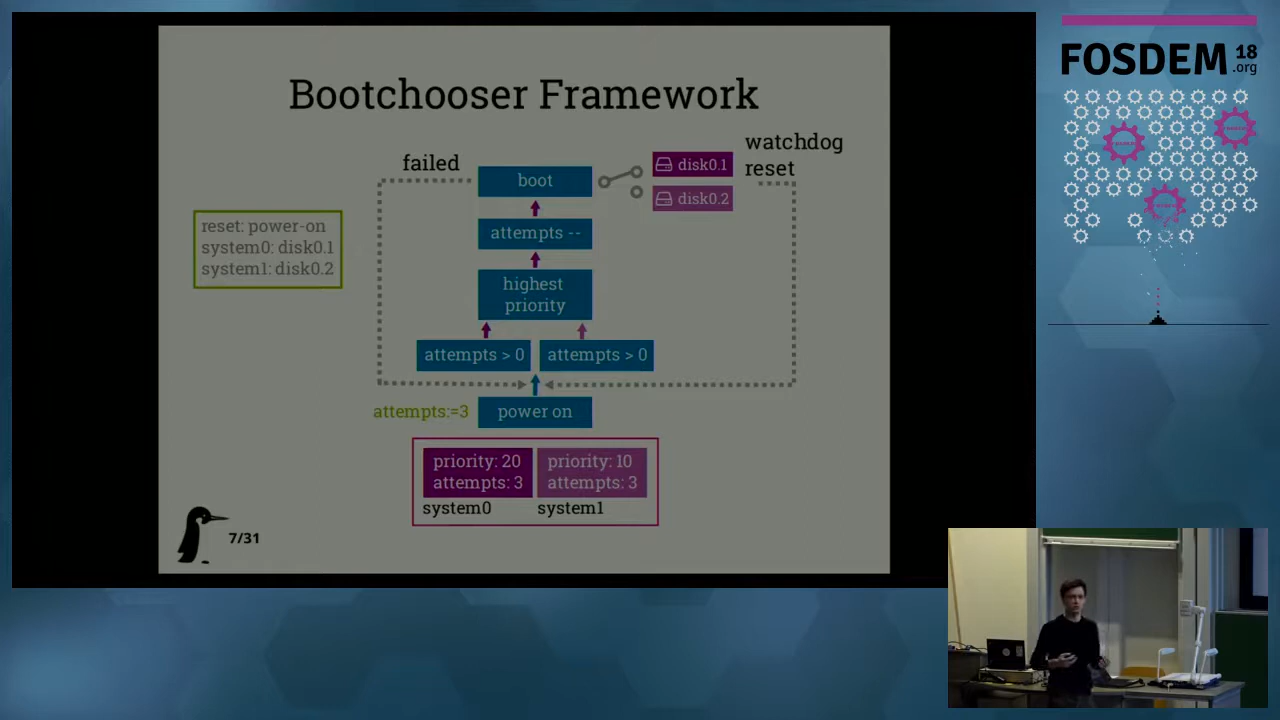 Bootchooser Framework
failed
boot
disk0.1
disk0.2
watchdog
reset
reset: power-on
system0: disk0.1
system1: disk0.2
attempts --
highest
priority
attempts > 0
attempts > 0
attempts:=3
power on
priority: 20
attempts: 3
priority: 10
attempts: 3
system0
system1
7/31
FOSDEM 18
.org